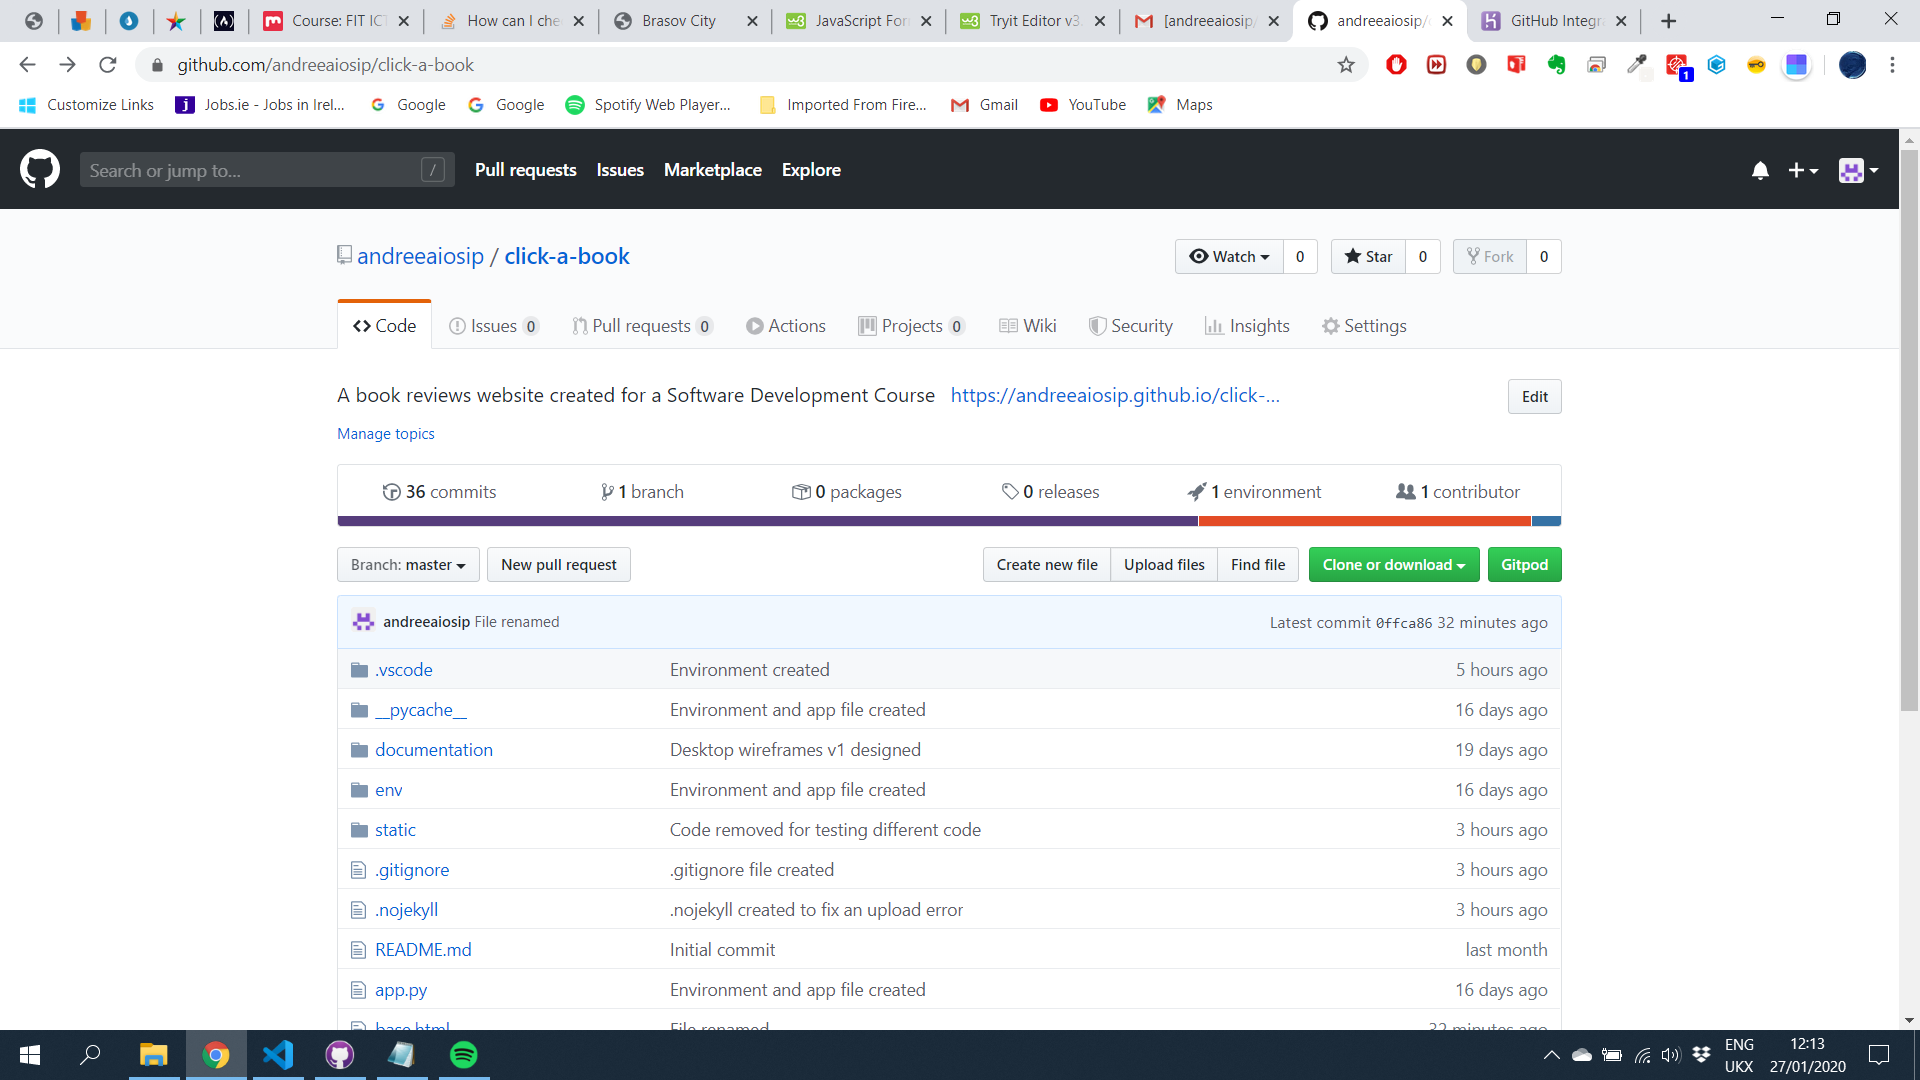 Course: FIT ICT
How can I che
Brasov City
JavaScript For
Tryit Editor v3.
[andreeaiosip/
andreeaiosip/
GitHub Integra
github.com/andreeaiosip/click-a-book
1
Customize Links
Jobs.ie - Jobs in Irel...
Google
Google
Spotify Web Player...
Imported From Fire...
Gmail
YouTube
Maps
Search or jump to...
/
Pull requests
Issues
Marketplace
Explore
andreeaiosip / click-a-book
Watch 0
Star 0
Fork 0
Code
Issues 0
Pull requests 0
Actions
Projects 0
Wiki
Security
Insights
Settings
A book reviews website created for a Software Development Course https://andreeaiosip.github.io/click-...
Edit
Manage topics
36 commits
1 branch
0 packages
0 releases
1 environment
1 contributor
Branch: master
New pull request
Create new file
Upload files
Find file
Clone or download
Gitpod
andreeaiosip File renamed
Latest commit 0ffca86 32 minutes ago
.vscode Environment created 5 hours ago
__pycache__ Environment and app file created 16 days ago
documentation Desktop wireframes v1 designed 19 days ago
env Environment and app file created 16 days ago
static Code removed for testing different code 3 hours ago
.gitignore .gitignore file created 3 hours ago
.nojekyll .nojekyll created to fix an upload error 3 hours ago
README.md Initial commit last month
app.py Environment and app file created 16 days ago
base.html File renamed 32 minutes ago
ENG
UKX
12:13
27/01/2020